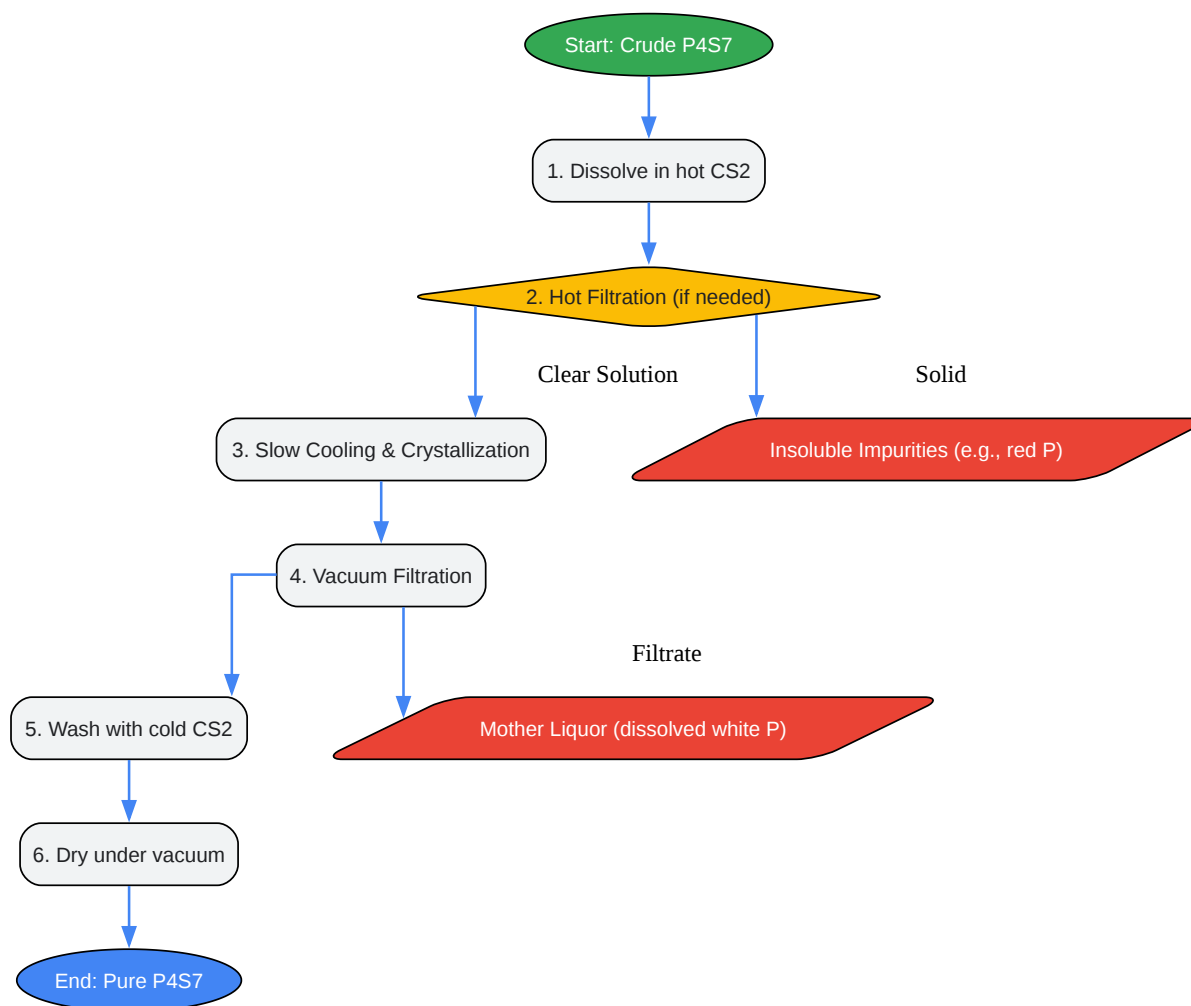 Start: Crude P4S7
1. Dissolve in hot CS2
2. Hot Filtration (if needed)
Clear Solution
Solid
3. Slow Cooling & Crystallization
Insoluble Impurities (e.g., red P)
4. Vacuum Filtration
Filtrate
5. Wash with cold CS2
Mother Liquor (dissolved white P)
6. Dry under vacuum
End: Pure P4S7